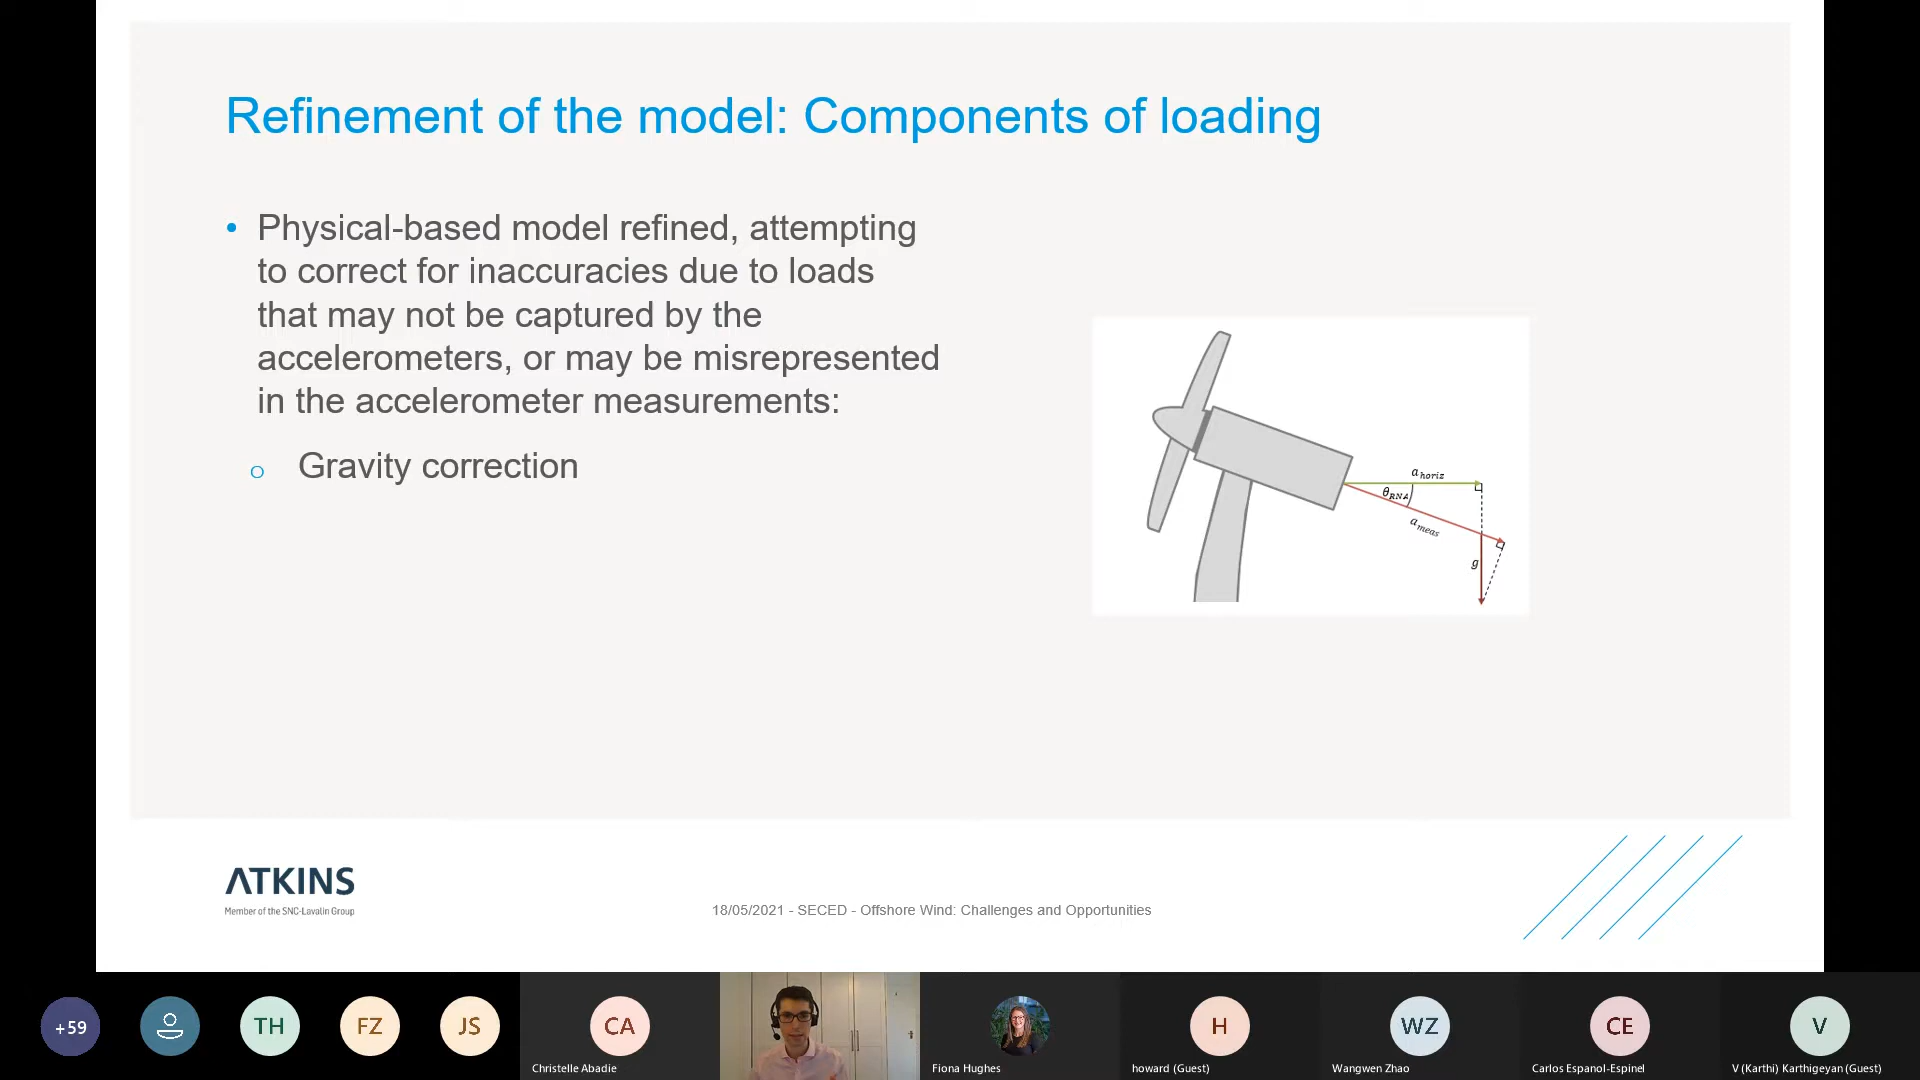 Refinement of the model: Components of loading
• Physical-based model refined, attempting
to correct for inaccuracies due to loads
that may not be captured by the
accelerometers, or may be misrepresented
in the accelerometer measurements:
o Gravity correction
a horiz
θRNA
a meas
g
ATKINS
Member of the SNC-Lavalin Group
18/05/2021 - SECED - Offshore Wind: Challenges and Opportunities
+59
TH
FZ
JS
CA
H
WZ
CE
V
Christelle Abadie
Fiona Hughes
howard (Guest)
Wangwen Zhao
Carlos Espanol-Espinel
V (Karthi) Karthigeyan (Guest)